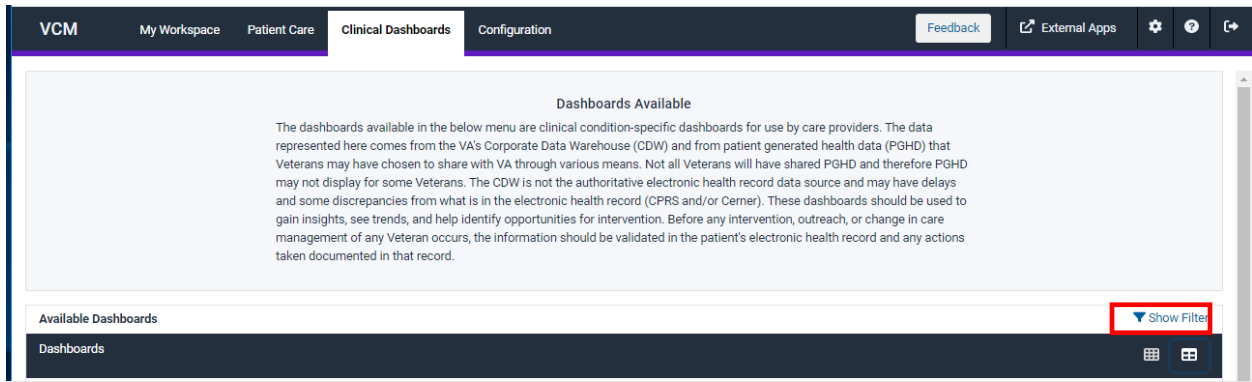 VCM My Workspace Patient Care Clinical Dashboards Configuration Feedback External Apps
Dashboards Available
The dashboards available in the below menu are clinical condition-specific dashboards for use by care providers. The data
represented here comes from the VA's Corporate Data Warehouse (CDW) and from patient generated health data (PGHD) that
Veterans may have chosen to share with VA through various means. Not all Veterans will have shared PGHD and therefore PGHD
may not display for some Veterans. The CDW is not the authoritative electronic health record data source and may have delays
and some discrepancies from what is in the electronic health record (CPRS and/or Cerner). These dashboards should be used to
gain insights, see trends, and help identify opportunities for intervention. Before any intervention, outreach, or change in care
management of any Veteran occurs, the information should be validated in the patient's electronic health record and any actions
taken documented in that record.
Available Dashboards Show Filter
Dashboards